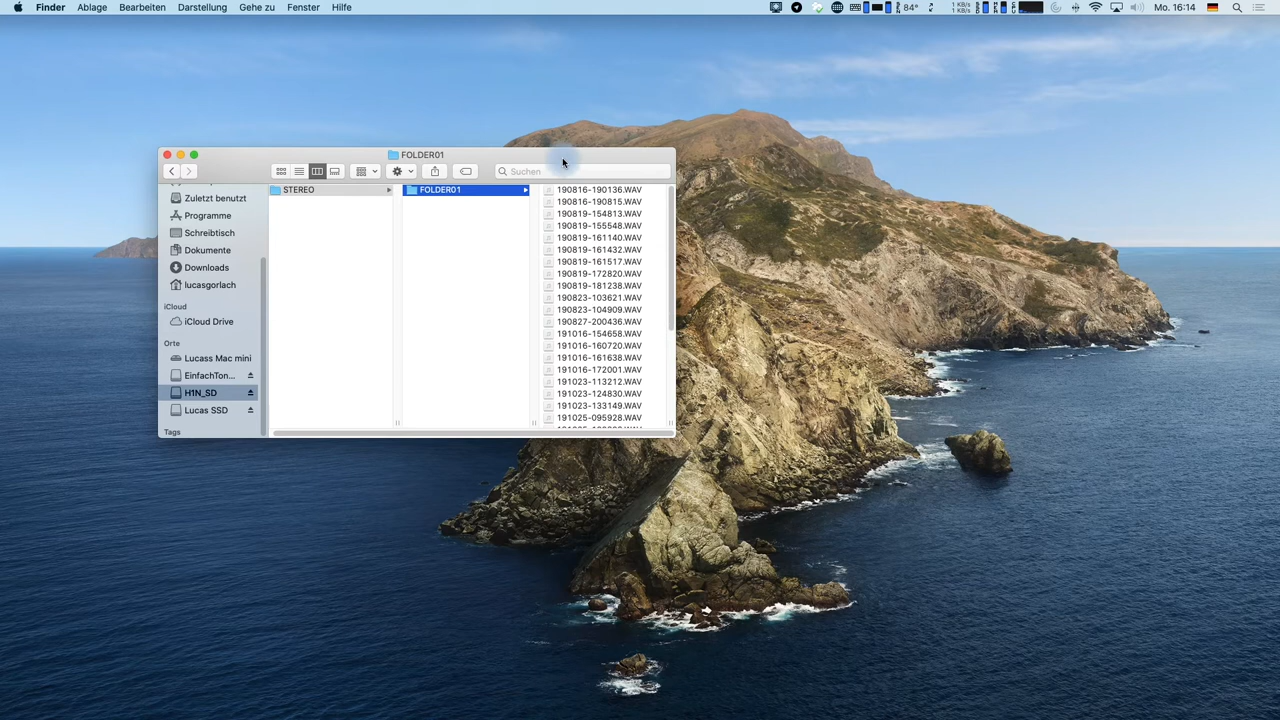 Finder Ablage Bearbeiten Darstellung Gehe zu Fenster Hilfe
84° 1 KB/s 1 KB/s Mo. 16:14
FOLDER01
Suchen
Zuletzt benutzt
Programme
Schreibtisch
Dokumente
Downloads
lucasgorlach
iCloud
iCloud Drive
Orte
Lucass Mac mini
EinfachTon...
H1N_SD
Lucas SSD
Tags
STEREO
FOLDER01
190816-190136.WAV
190816-190815.WAV
190819-154813.WAV
190819-155548.WAV
190819-161140.WAV
190819-161432.WAV
190819-161517.WAV
190819-172820.WAV
190819-181238.WAV
190823-103621.WAV
190823-104909.WAV
190827-200436.WAV
191016-154658.WAV
191016-160720.WAV
191016-161638.WAV
191016-172001.WAV
191023-113212.WAV
191023-124830.WAV
191023-133149.WAV
191025-095928.WAV